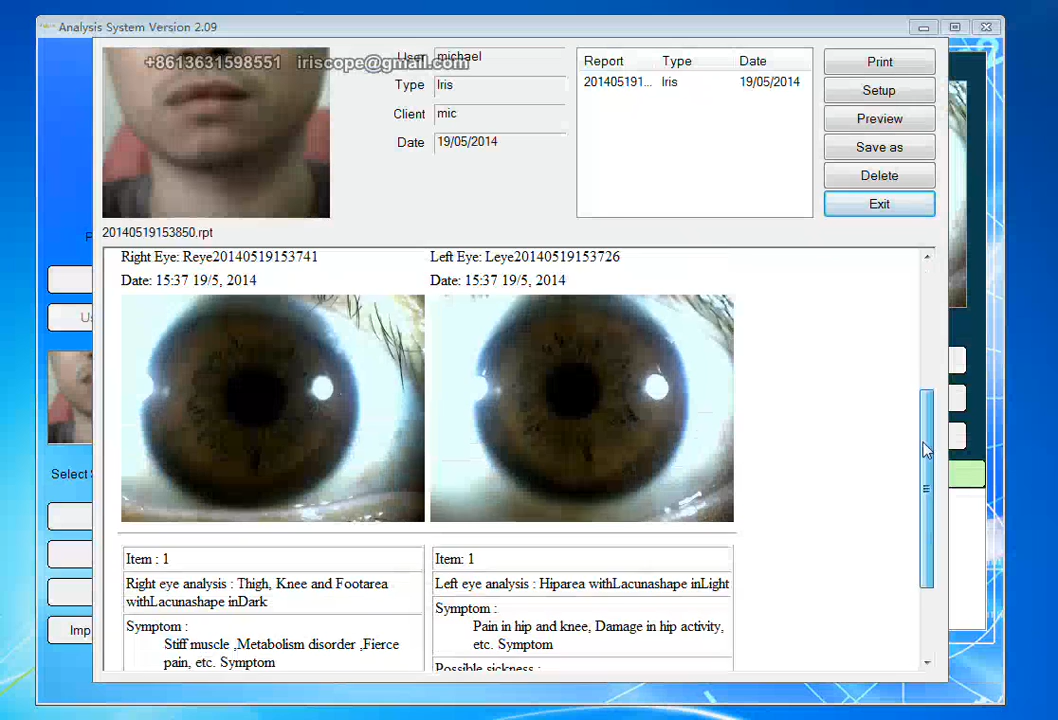 Analysis System Version 2.09
+8613631598551 iriscope@gmail.com
User michael
Type Iris
Client mic
Date 19/05/2014
Report Type Date
201405191... Iris 19/05/2014
Print
Setup
Preview
Save as
Delete
Exit
20140519153850.rpt
Right Eye: Reye20140519153741
Date: 15:37 19/5, 2014
Left Eye: Leye20140519153726
Date: 15:37 19/5, 2014
Item : 1
Right eye analysis : Thigh, Knee and Footarea
withLacunashape inDark
Symptom :
Stiff muscle ,Metabolism disorder ,Fierce
pain, etc. Symptom
Item: 1
Left eye analysis : Hiparea withLacunashape inLight
Symptom :
Pain in hip and knee, Damage in hip activity,
etc. Symptom
Possible sickness :
Select
Imp